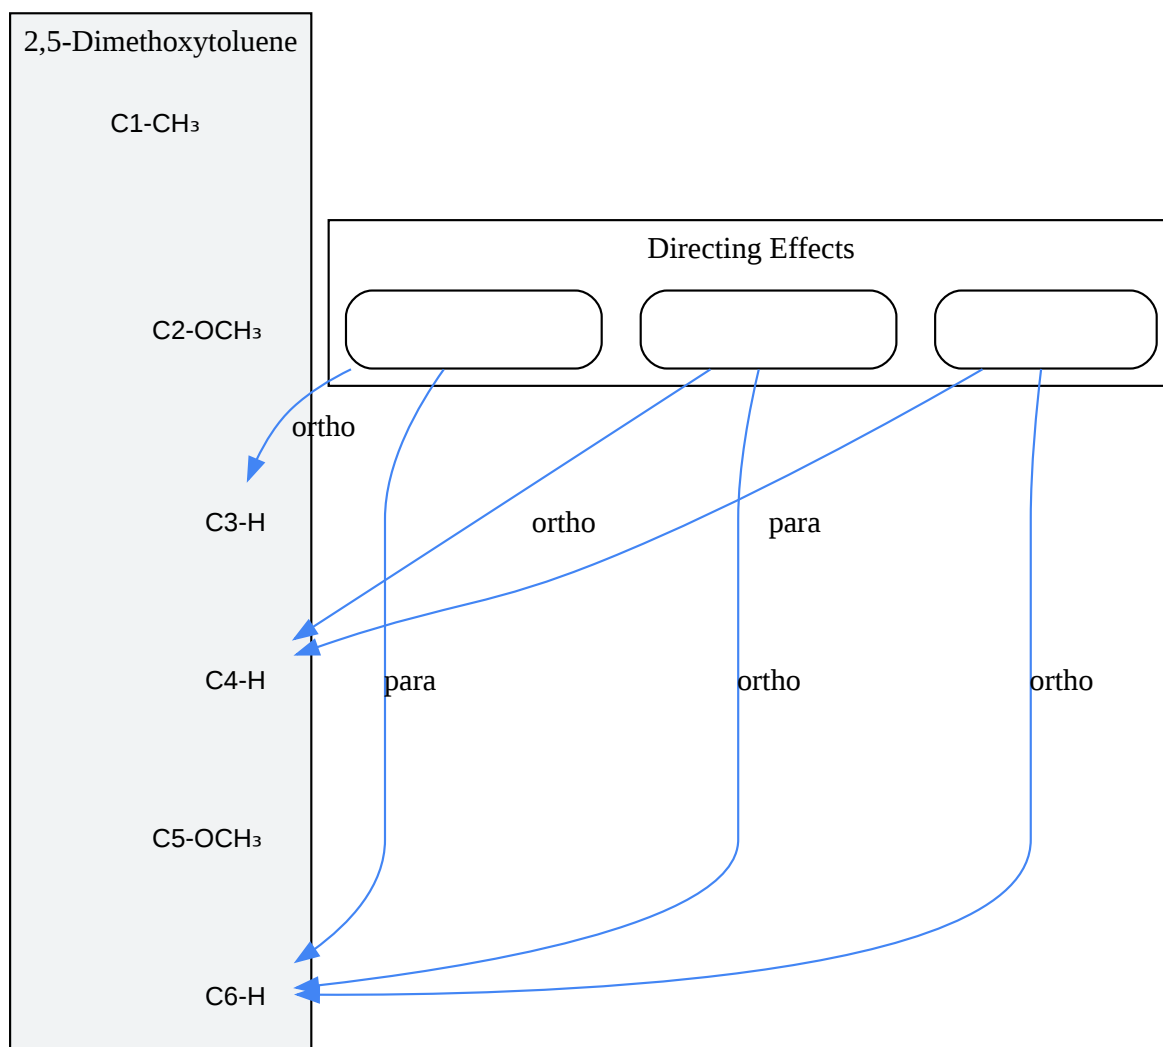 2,5-Dimethoxytoluene
C1-CH₃
Directing Effects
C2-OCH₃
ortho
C3-H
ortho
para
C4-H
para
ortho
ortho
C5-OCH₃
C6-H